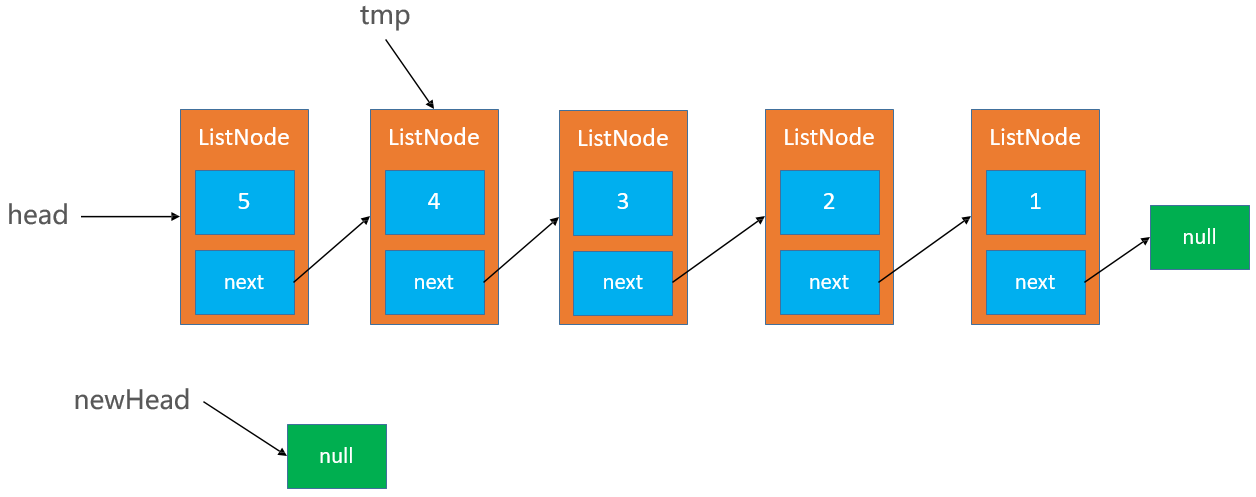 tmp
ListNode
ListNode
ListNode
ListNode
ListNode
5
4
3
2
1
head
null
next
next
next
next
next
newHead
null